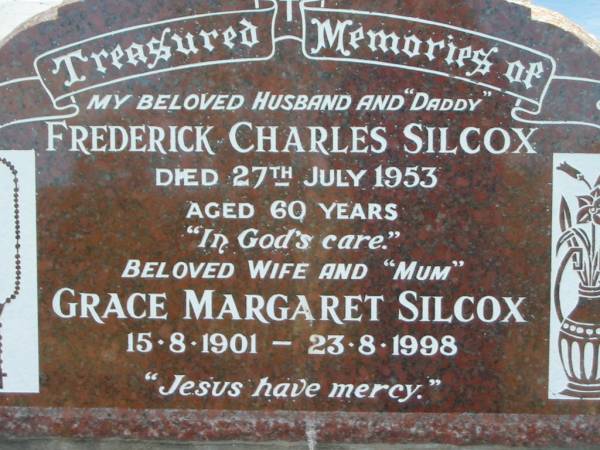 Treasured Memories of
MY BELOVED HUSBAND AND "DADDY"
FREDERICK CHARLES SILCOX
DIED 27TH JULY 1953
AGED 60 YEARS
"In God's care."
BELOVED WIFE AND "MUM"
GRACE MARGARET SILCOX
15·8·1901 – 23·8·1998
"Jesus have mercy."